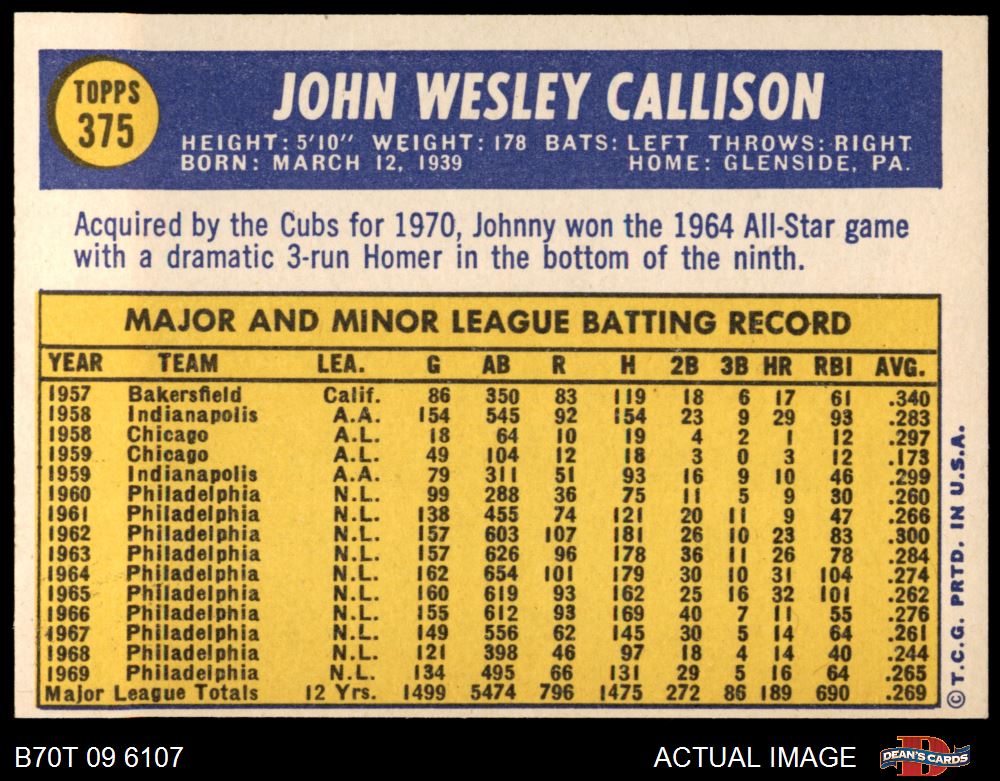 TOPPS
375
JOHN WESLEY CALLISON
HEIGHT: 5'10" WEIGHT: 178 BATS: LEFT THROWS: RIGHT
BORN: MARCH 12, 1939 HOME: GLENSIDE, PA.
Acquired by the Cubs for 1970, Johnny won the 1964 All-Star game
with a dramatic 3-run Homer in the bottom of the ninth.
MAJOR AND MINOR LEAGUE BATTING RECORD
YEAR TEAM LEA. G AB R H 2B 3B HR RBI AVG.
1957 Bakersfield Calif. 86 350 83 119 18 6 17 61 .340
1958 Indianapolis A.A. 154 545 92 154 23 9 29 93 .283
1958 Chicago A.L. 18 64 10 19 4 2 1 12 .297
1959 Chicago A.L. 49 104 12 18 3 0 3 12 .173
1959 Indianapolis A.A. 79 311 51 93 16 9 10 46 .299
1960 Philadelphia N.L. 99 288 36 75 11 5 9 30 .260
1961 Philadelphia N.L. 138 455 74 121 20 11 9 47 .266
1962 Philadelphia N.L. 157 603 107 181 26 10 23 83 .300
1963 Philadelphia N.L. 157 626 96 178 36 11 26 78 .284
1964 Philadelphia N.L. 162 654 101 179 30 10 31 104 .274
1965 Philadelphia N.L. 160 619 93 162 25 16 32 101 .262
1966 Philadelphia N.L. 155 612 93 169 40 7 11 55 .276
1967 Philadelphia N.L. 149 556 62 145 30 5 14 64 .261
1968 Philadelphia N.L. 121 398 46 97 18 4 14 40 .244
1969 Philadelphia N.L. 134 495 66 131 29 5 16 64 .265
Major League Totals 12 Yrs. 1499 5474 796 1475 272 86 189 690 .269
© T.C.G. PRTD. IN U.S.A.
B70T 09 6107 ACTUAL IMAGE
DEAN'S CARDS